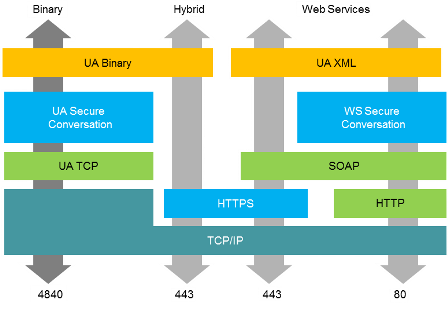 Binary
Hybrid
Web Services
UA Binary
UA XML
UA Secure
Conversation
WS Secure
Conversation
UA TCP
SOAP
HTTPS
HTTP
TCP/IP
4840
443
443
80